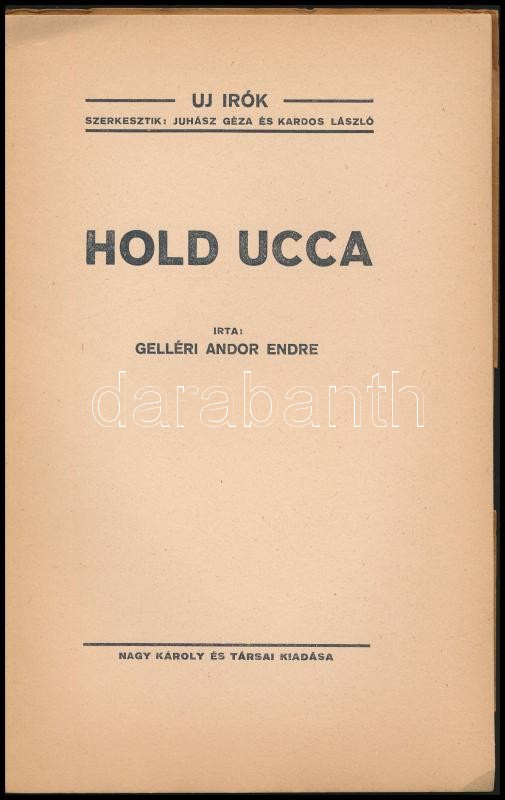 UJ IRÓK
SZERKESZTIK: JUHÁSZ GÉZA ÉS KARDOS LÁSZLÓ
HOLD UCCA
IRTA:
GELLÉRI ANDOR ENDRE
darabanth
NAGY KÁROLY ÉS TÁRSAI KIADÁSA